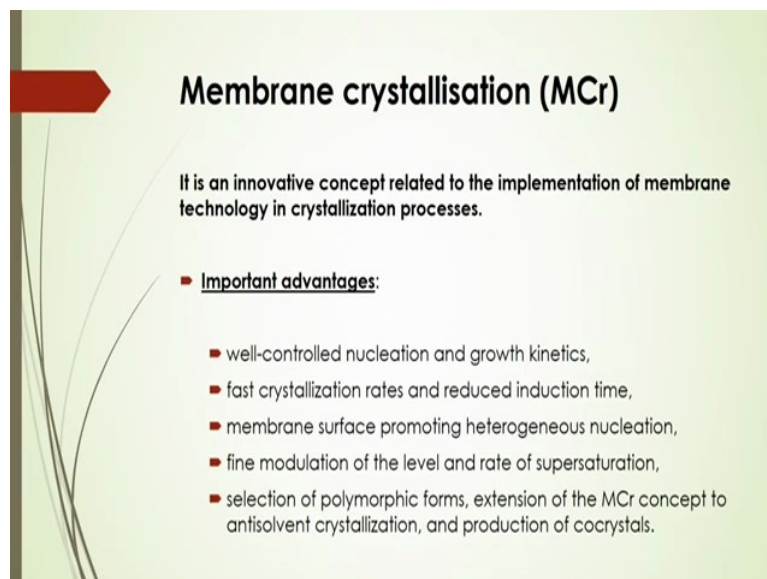 Membrane crystallisation (MCr)
It is an innovative concept related to the implementation of membrane
technology in crystallization processes.
Important advantages:
well-controlled nucleation and growth kinetics,
fast crystallization rates and reduced induction time,
membrane surface promoting heterogeneous nucleation,
fine modulation of the level and rate of supersaturation,
selection of polymorphic forms, extension of the MCr concept to
antisolvent crystallization, and production of cocrystals.